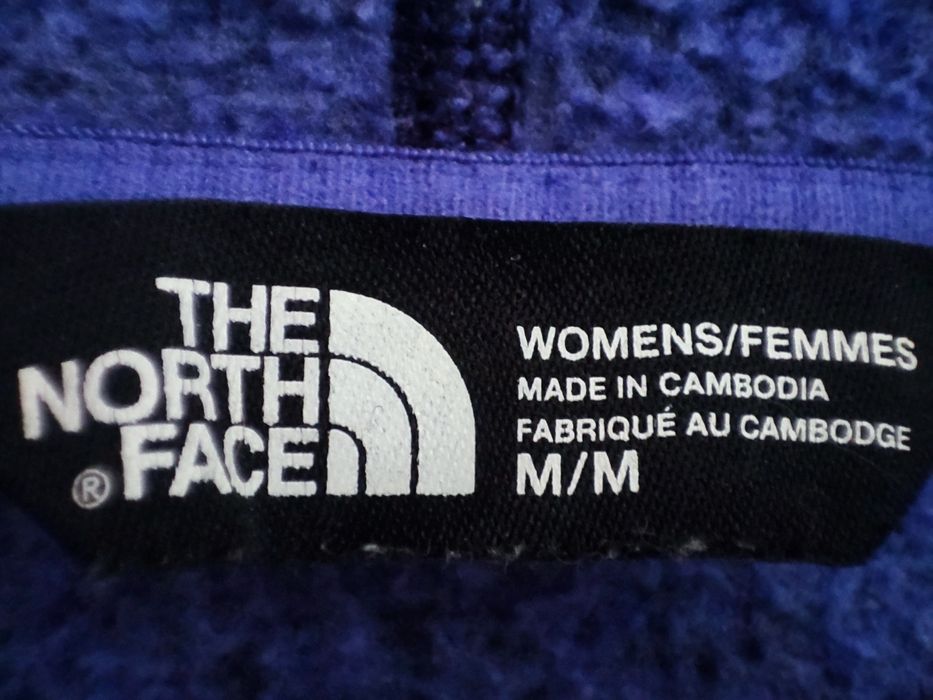 THE
NORTH
FACE
®
WOMENS/FEMMES
MADE IN CAMBODIA
FABRIQUÉ AU CAMBODGE
M/M